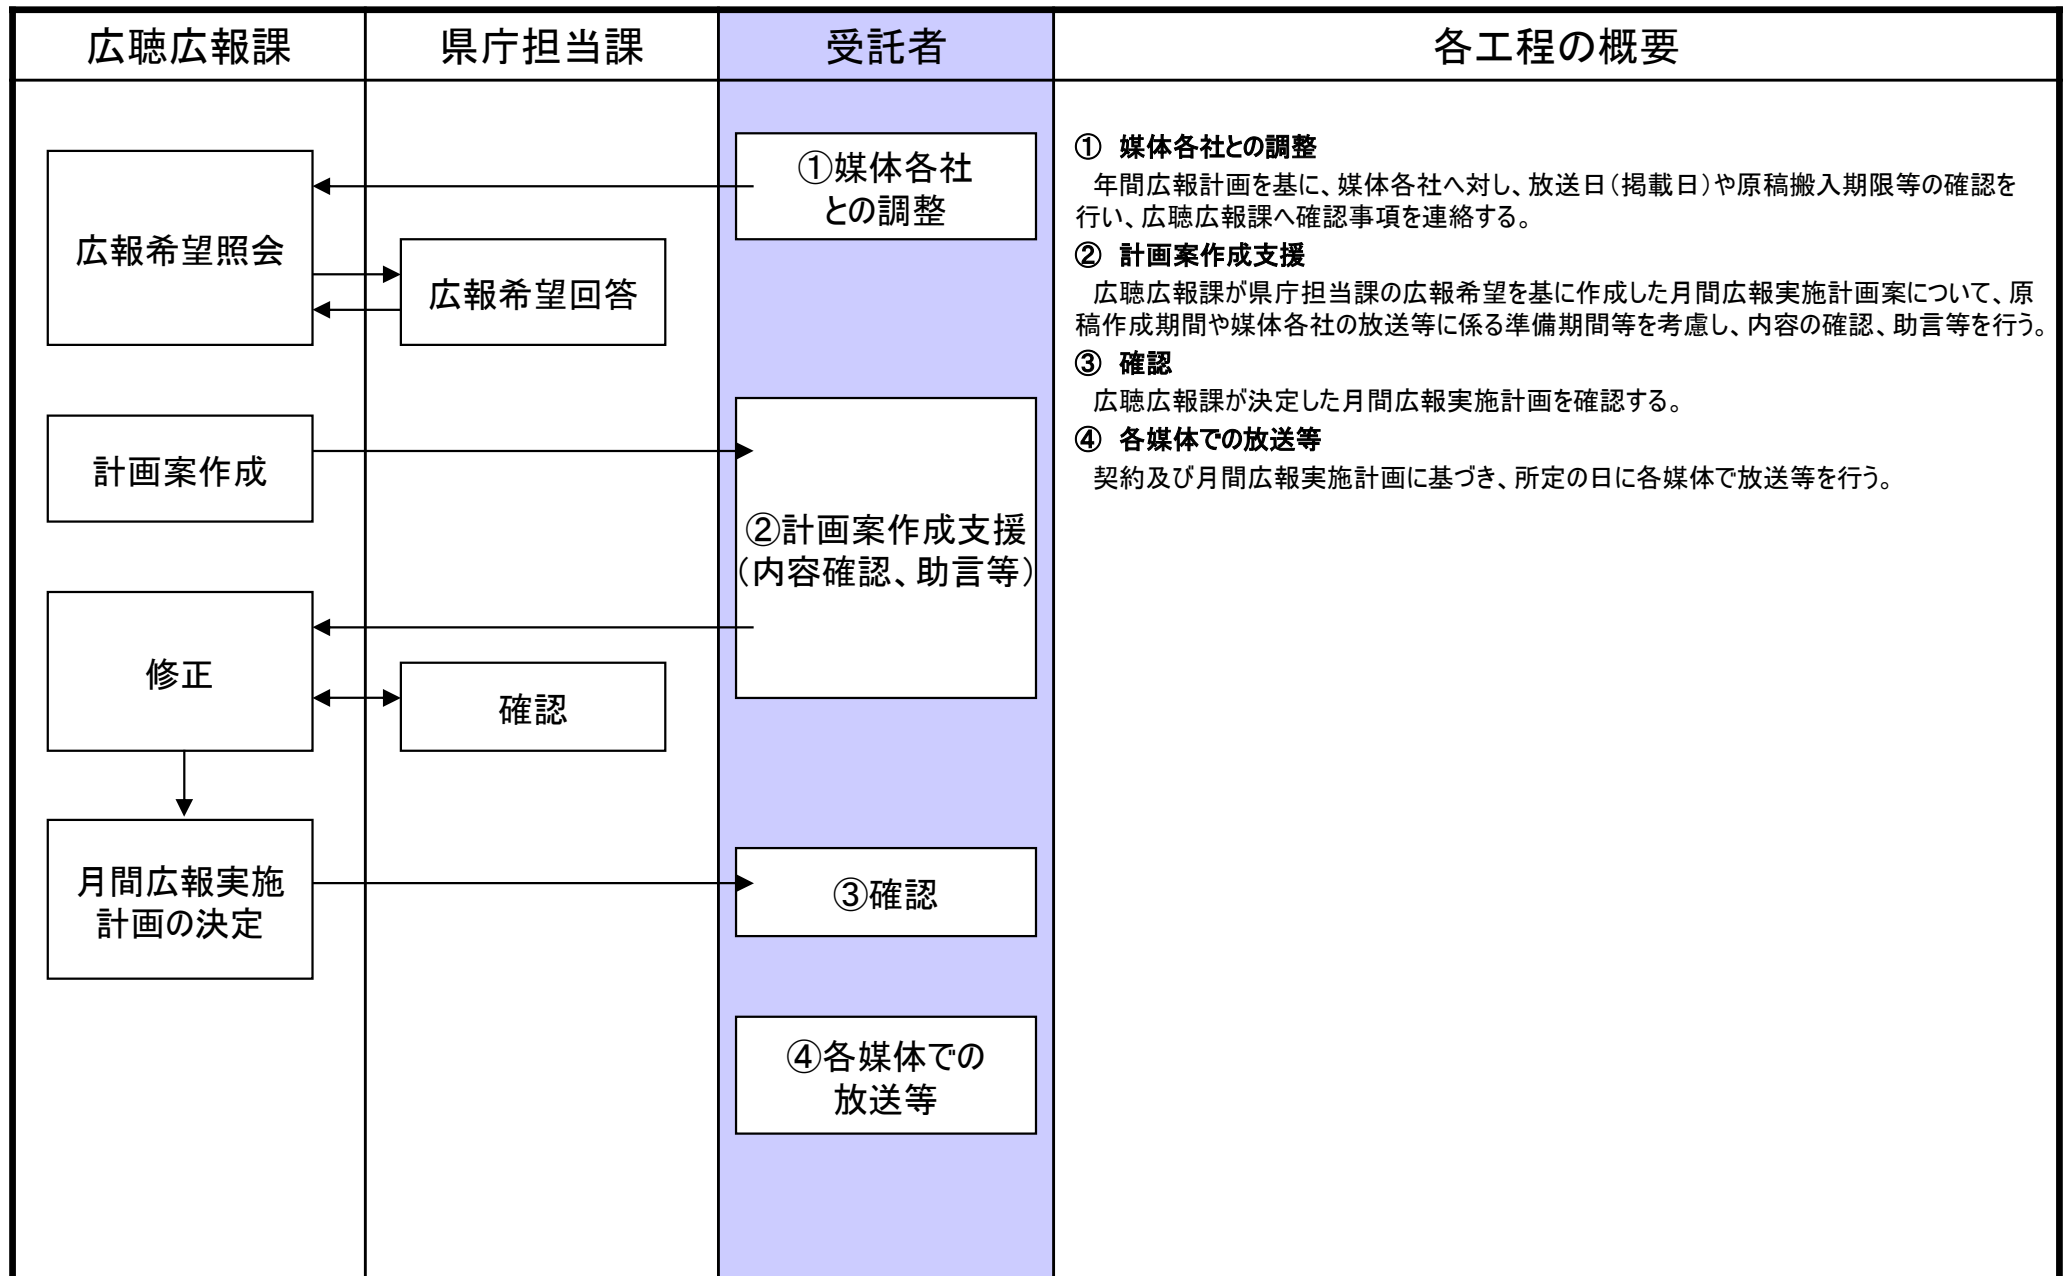 広聴広報課
県庁担当課
受託者
各工程の概要
①媒体各社
との調整
広報希望照会
広報希望回答
計画案作成
②計画案作成支援
（内容確認、助言等）
修正
確認
月間広報実施
計画の決定
③確認
④各媒体での
放送等
① 媒体各社との調整
年間広報計画を基に、媒体各社へ対し、放送日（掲載日）や原稿搬入期限等の確認を
行い、広聴広報課へ確認事項を連絡する。
② 計画案作成支援
広聴広報課が県庁担当課の広報希望を基に作成した月間広報実施計画案について、原
稿作成期間や媒体各社の放送等に係る準備期間等を考慮し、内容の確認、助言等を行う。
③ 確認
広聴広報課が決定した月間広報実施計画を確認する。
④ 各媒体での放送等
契約及び月間広報実施計画に基づき、所定の日に各媒体で放送等を行う。